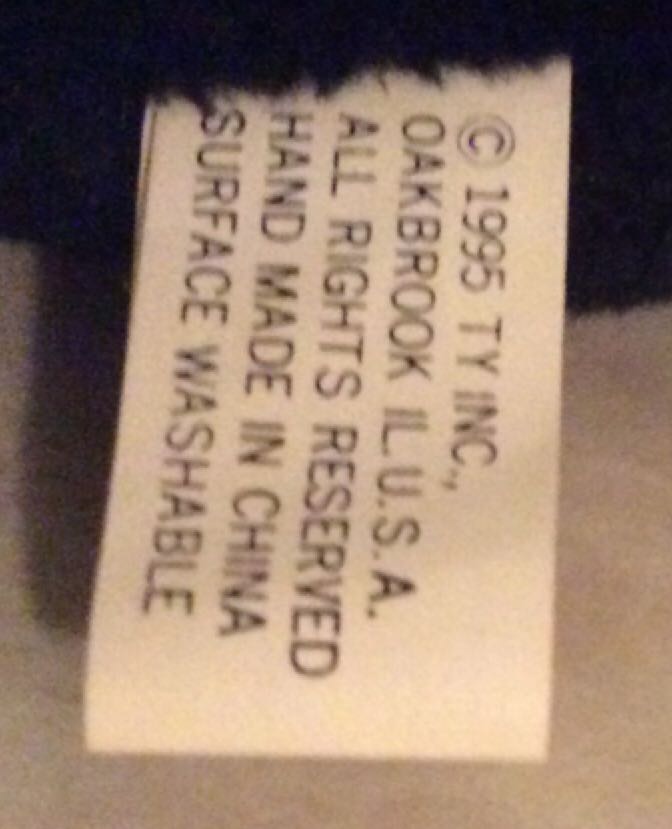 © 1995 TY INC.,
OAKBROOK IL.U.S.A.
ALL RIGHTS RESERVED
HAND MADE IN CHINA
SURFACE WASHABLE